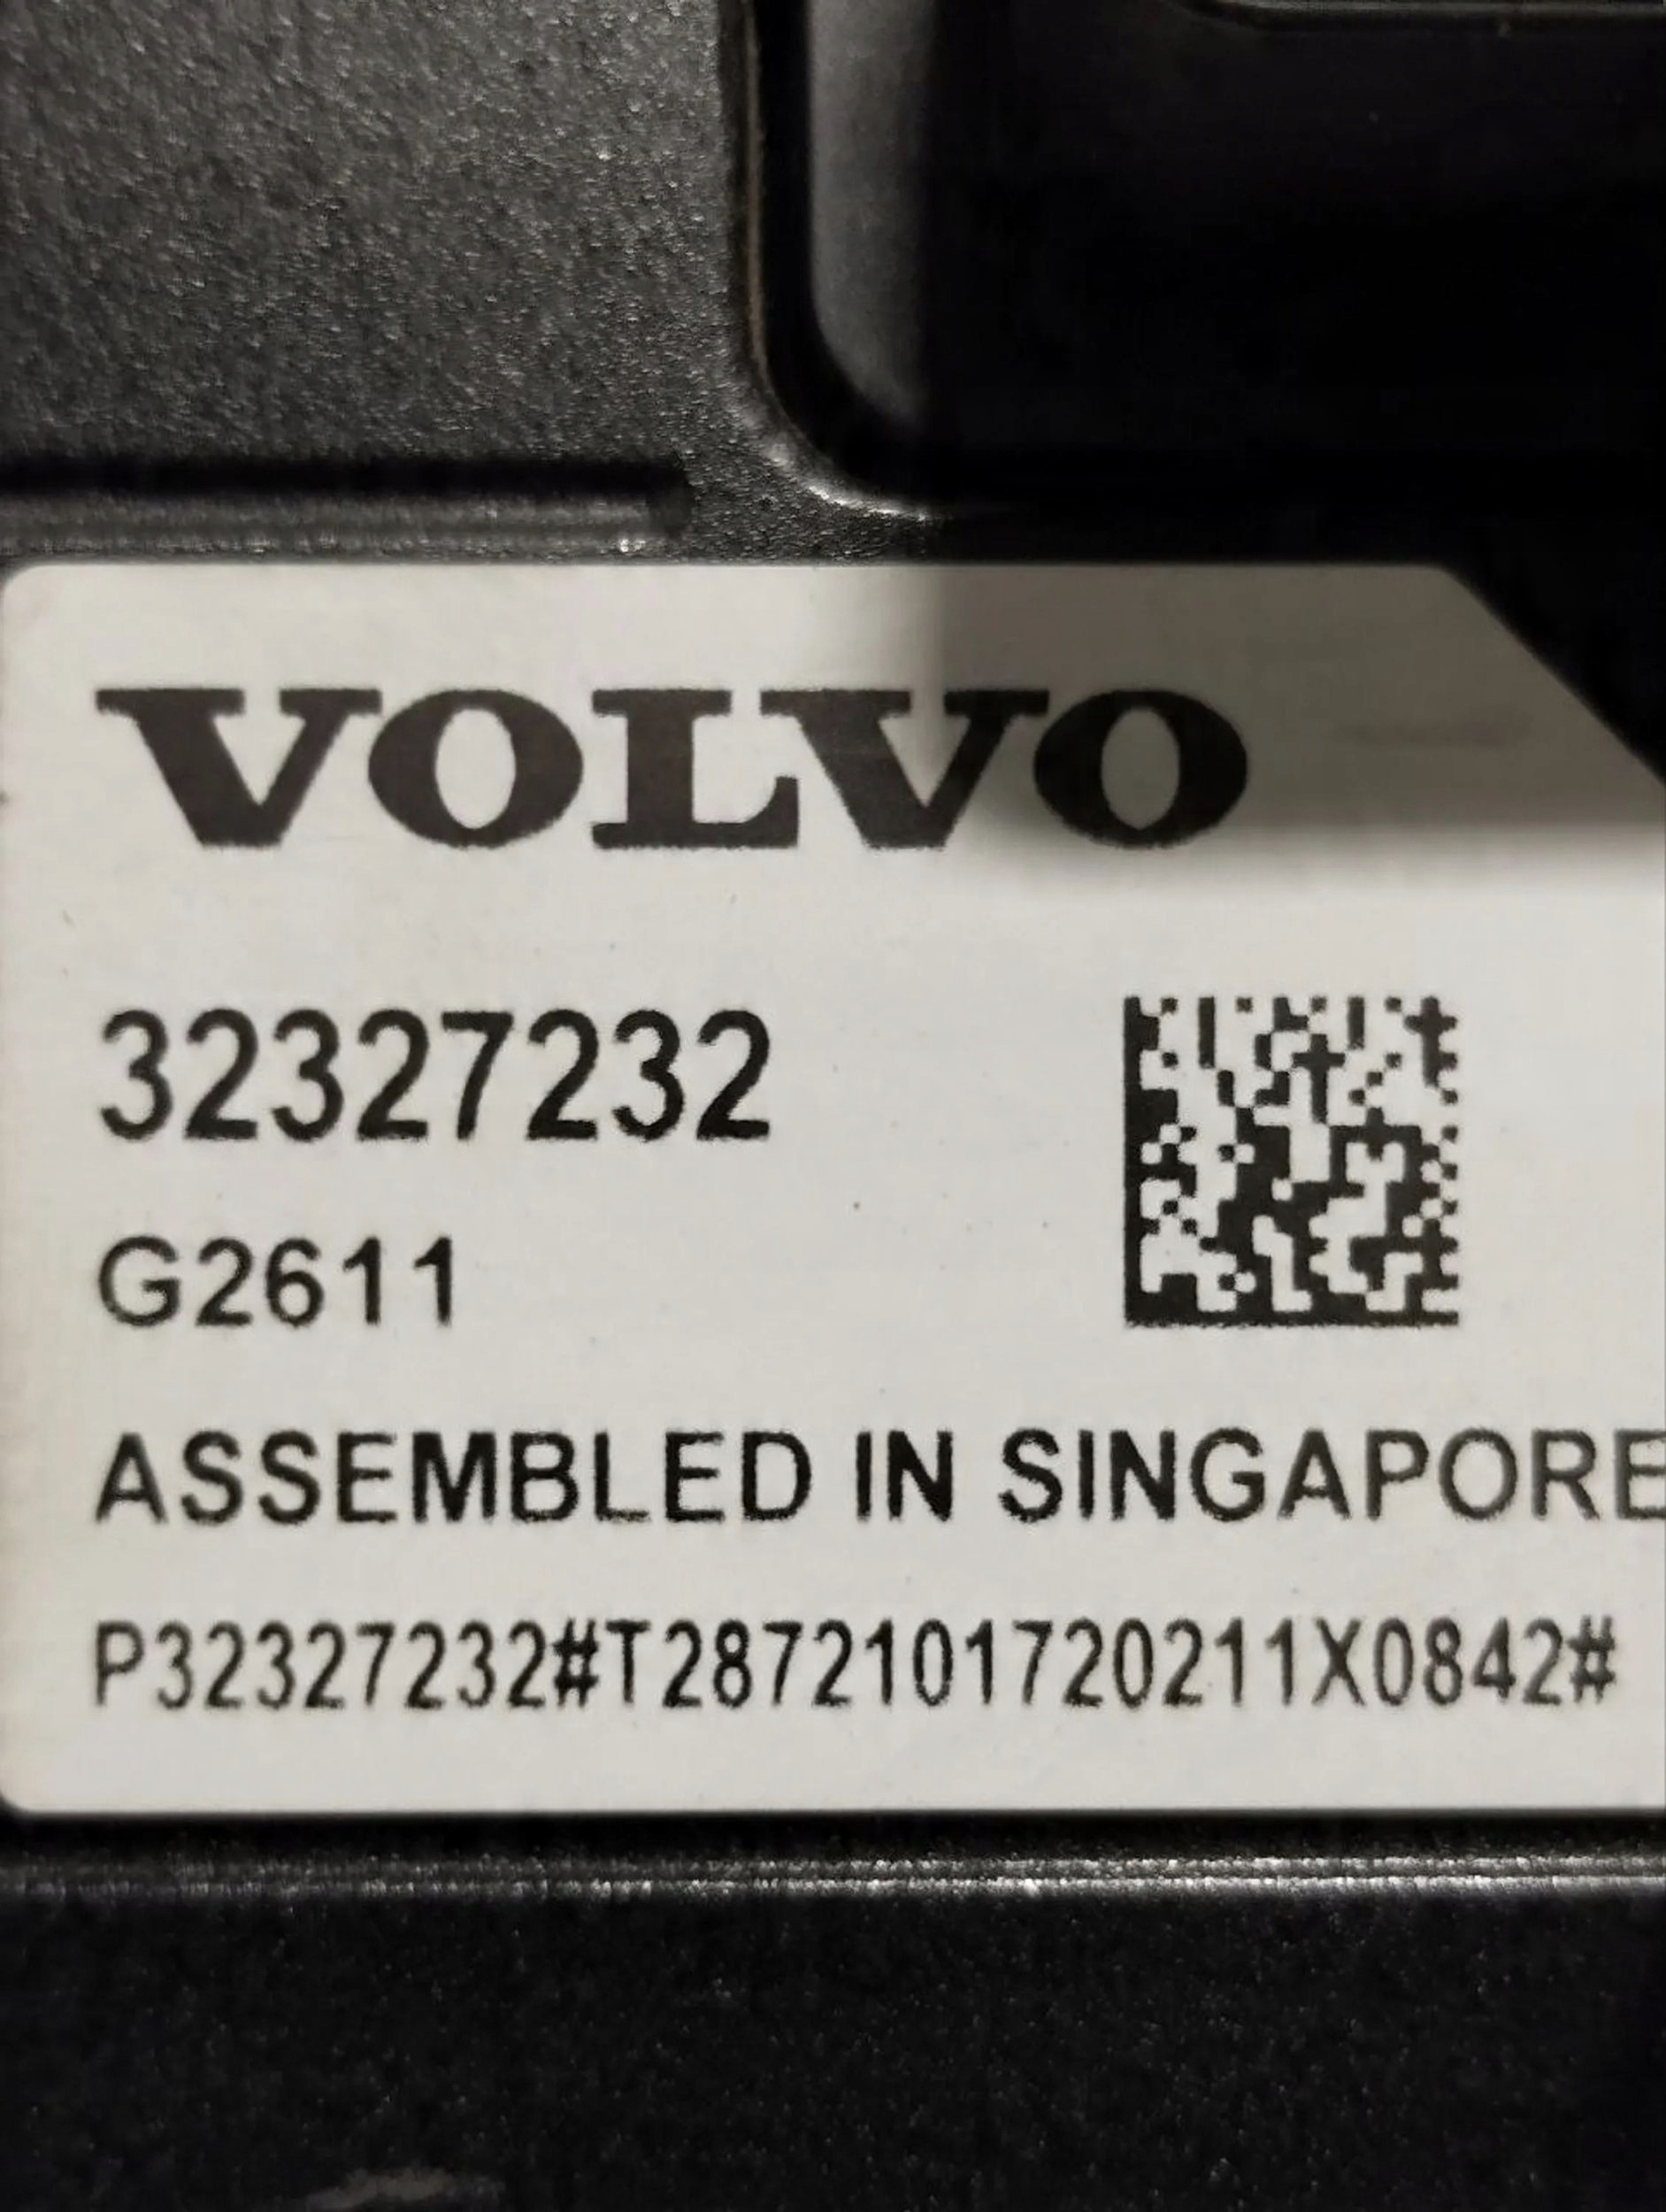 VOLVO
32327232
G2611
ASSEMBLED IN SINGAPORE
P32327232#T2872101720211X0842#